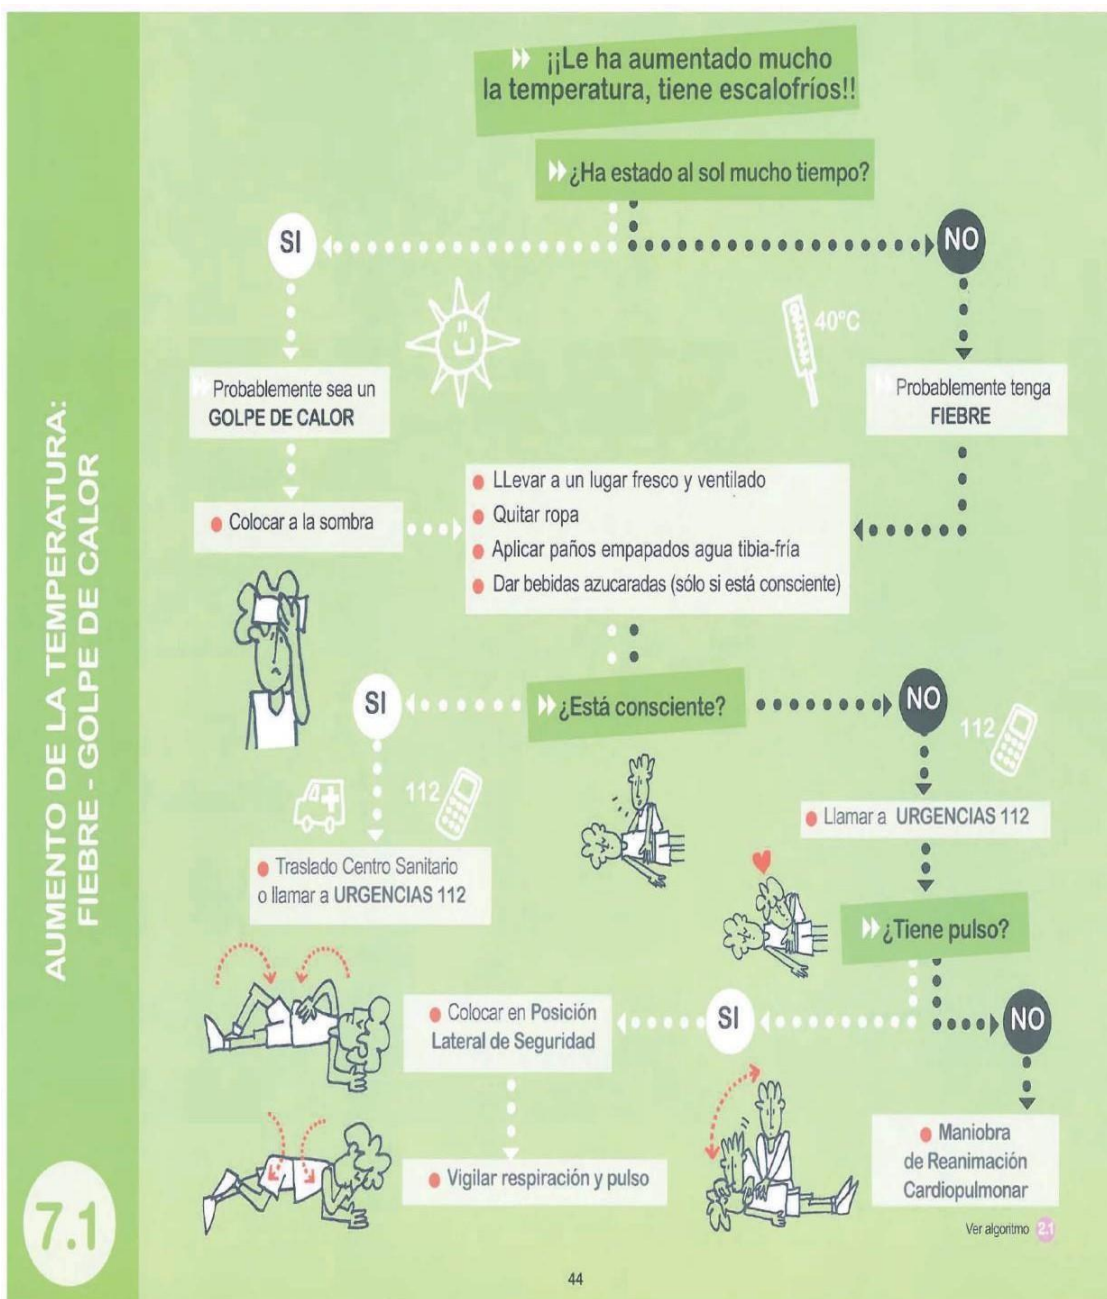 AUMENTO DE LA TEMPERATURA:
FIEBRE - GOLPE DE CALOR
7.1
¡¡Le ha aumentado mucho
la temperatura, tiene escalofríos!!
¿Ha estado al sol mucho tiempo?
SI
NO
40ºC
Probablemente sea un
GOLPE DE CALOR
Probablemente tenga
FIEBRE
Colocar a la sombra
LLevar a un lugar fresco y ventilado
Quitar ropa
Aplicar paños empapados agua tibia-fría
Dar bebidas azucaradas (sólo si está consciente)
¿Está consciente?
SI
NO
112
112
Traslado Centro Sanitario
o llamar a URGENCIAS 112
Llamar a URGENCIAS 112
¿Tiene pulso?
SI
NO
Colocar en Posición
Lateral de Seguridad
Vigilar respiración y pulso
Maniobra
de Reanimación
Cardiopulmonar
Ver algoritmo 2.1
44